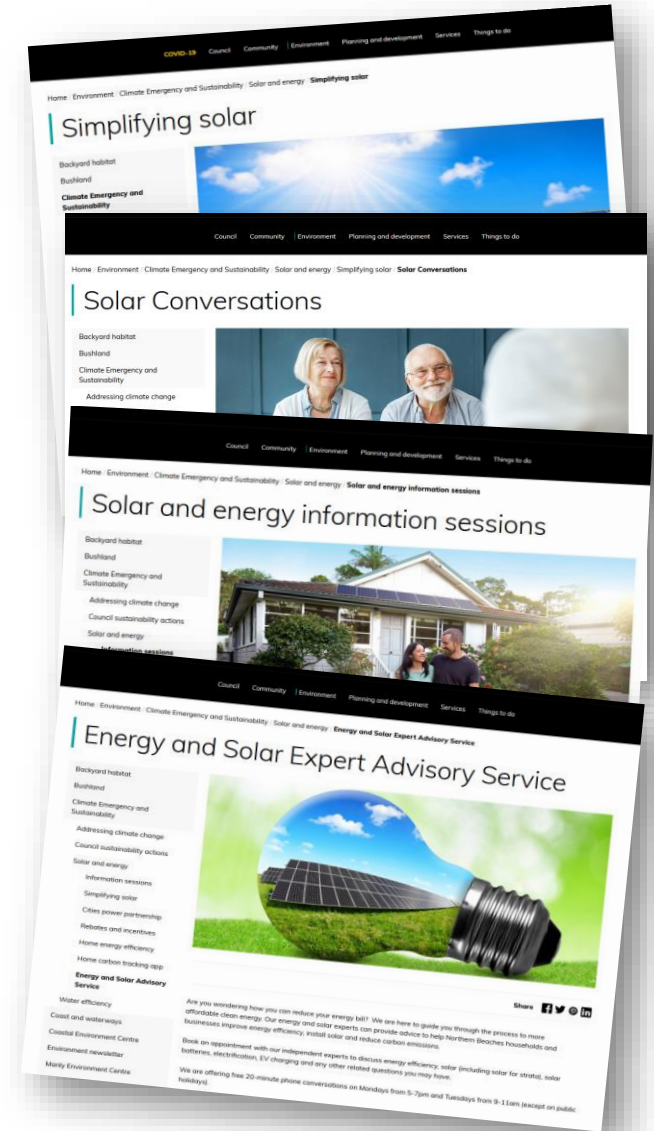 COVID-19 Council Community Environment Planning and development Services Things to do
Home / Environment / Climate Emergency and Sustainability / Solar and energy / Simplifying solar
Simplifying solar
Backyard habitat
Bushland
Climate Emergency and
Sustainability
Council Community Environment Planning and development Services Things to do
Home / Environment / Climate Emergency and Sustainability / Solar and energy / Simplifying solar / Solar Conversations
Solar Conversations
Backyard habitat
Bushland
Climate Emergency and
Sustainability
Addressing climate change
Council Community Environment Planning and development Services Things to do
Home / Environment / Climate Emergency and Sustainability / Solar and energy / Solar and energy information sessions
Solar and energy information sessions
Backyard habitat
Bushland
Climate Emergency and
Sustainability
Addressing climate change
Council sustainability actions
Solar and energy
Information sessions
Council Community Environment Planning and development Services Things to do
Home / Environment / Climate Emergency and Sustainability / Solar and energy / Energy and Solar Expert Advisory Service
Energy and Solar Expert Advisory Service
Backyard habitat
Bushland
Climate Emergency and
Sustainability
Addressing climate change
Council sustainability actions
Solar and energy
Information sessions
Simplifying solar
Cities power partnership
Rebates and incentives
Home energy efficiency
Home carbon tracking app
Energy and Solar Advisory
Service
Water efficiency
Coast and waterways
Coastal Environment Centre
Environment newsletter
Manly Environment Centre
Share
Are you wondering how you can reduce your energy bill? We are here to guide you through the process to more
affordable clean energy. Our energy and solar experts can provide advice to help Northern Beaches households and
businesses improve energy efficiency, install solar and reduce carbon emissions.
Book an appointment with our independent experts to discuss energy efficiency, solar (including solar for strata), solar
batteries, electrification, EV charging and any other related questions you may have.
We are offering free 20-minute phone conversations on Mondays from 5-7pm and Tuesdays from 9-11am (except on public
holidays).